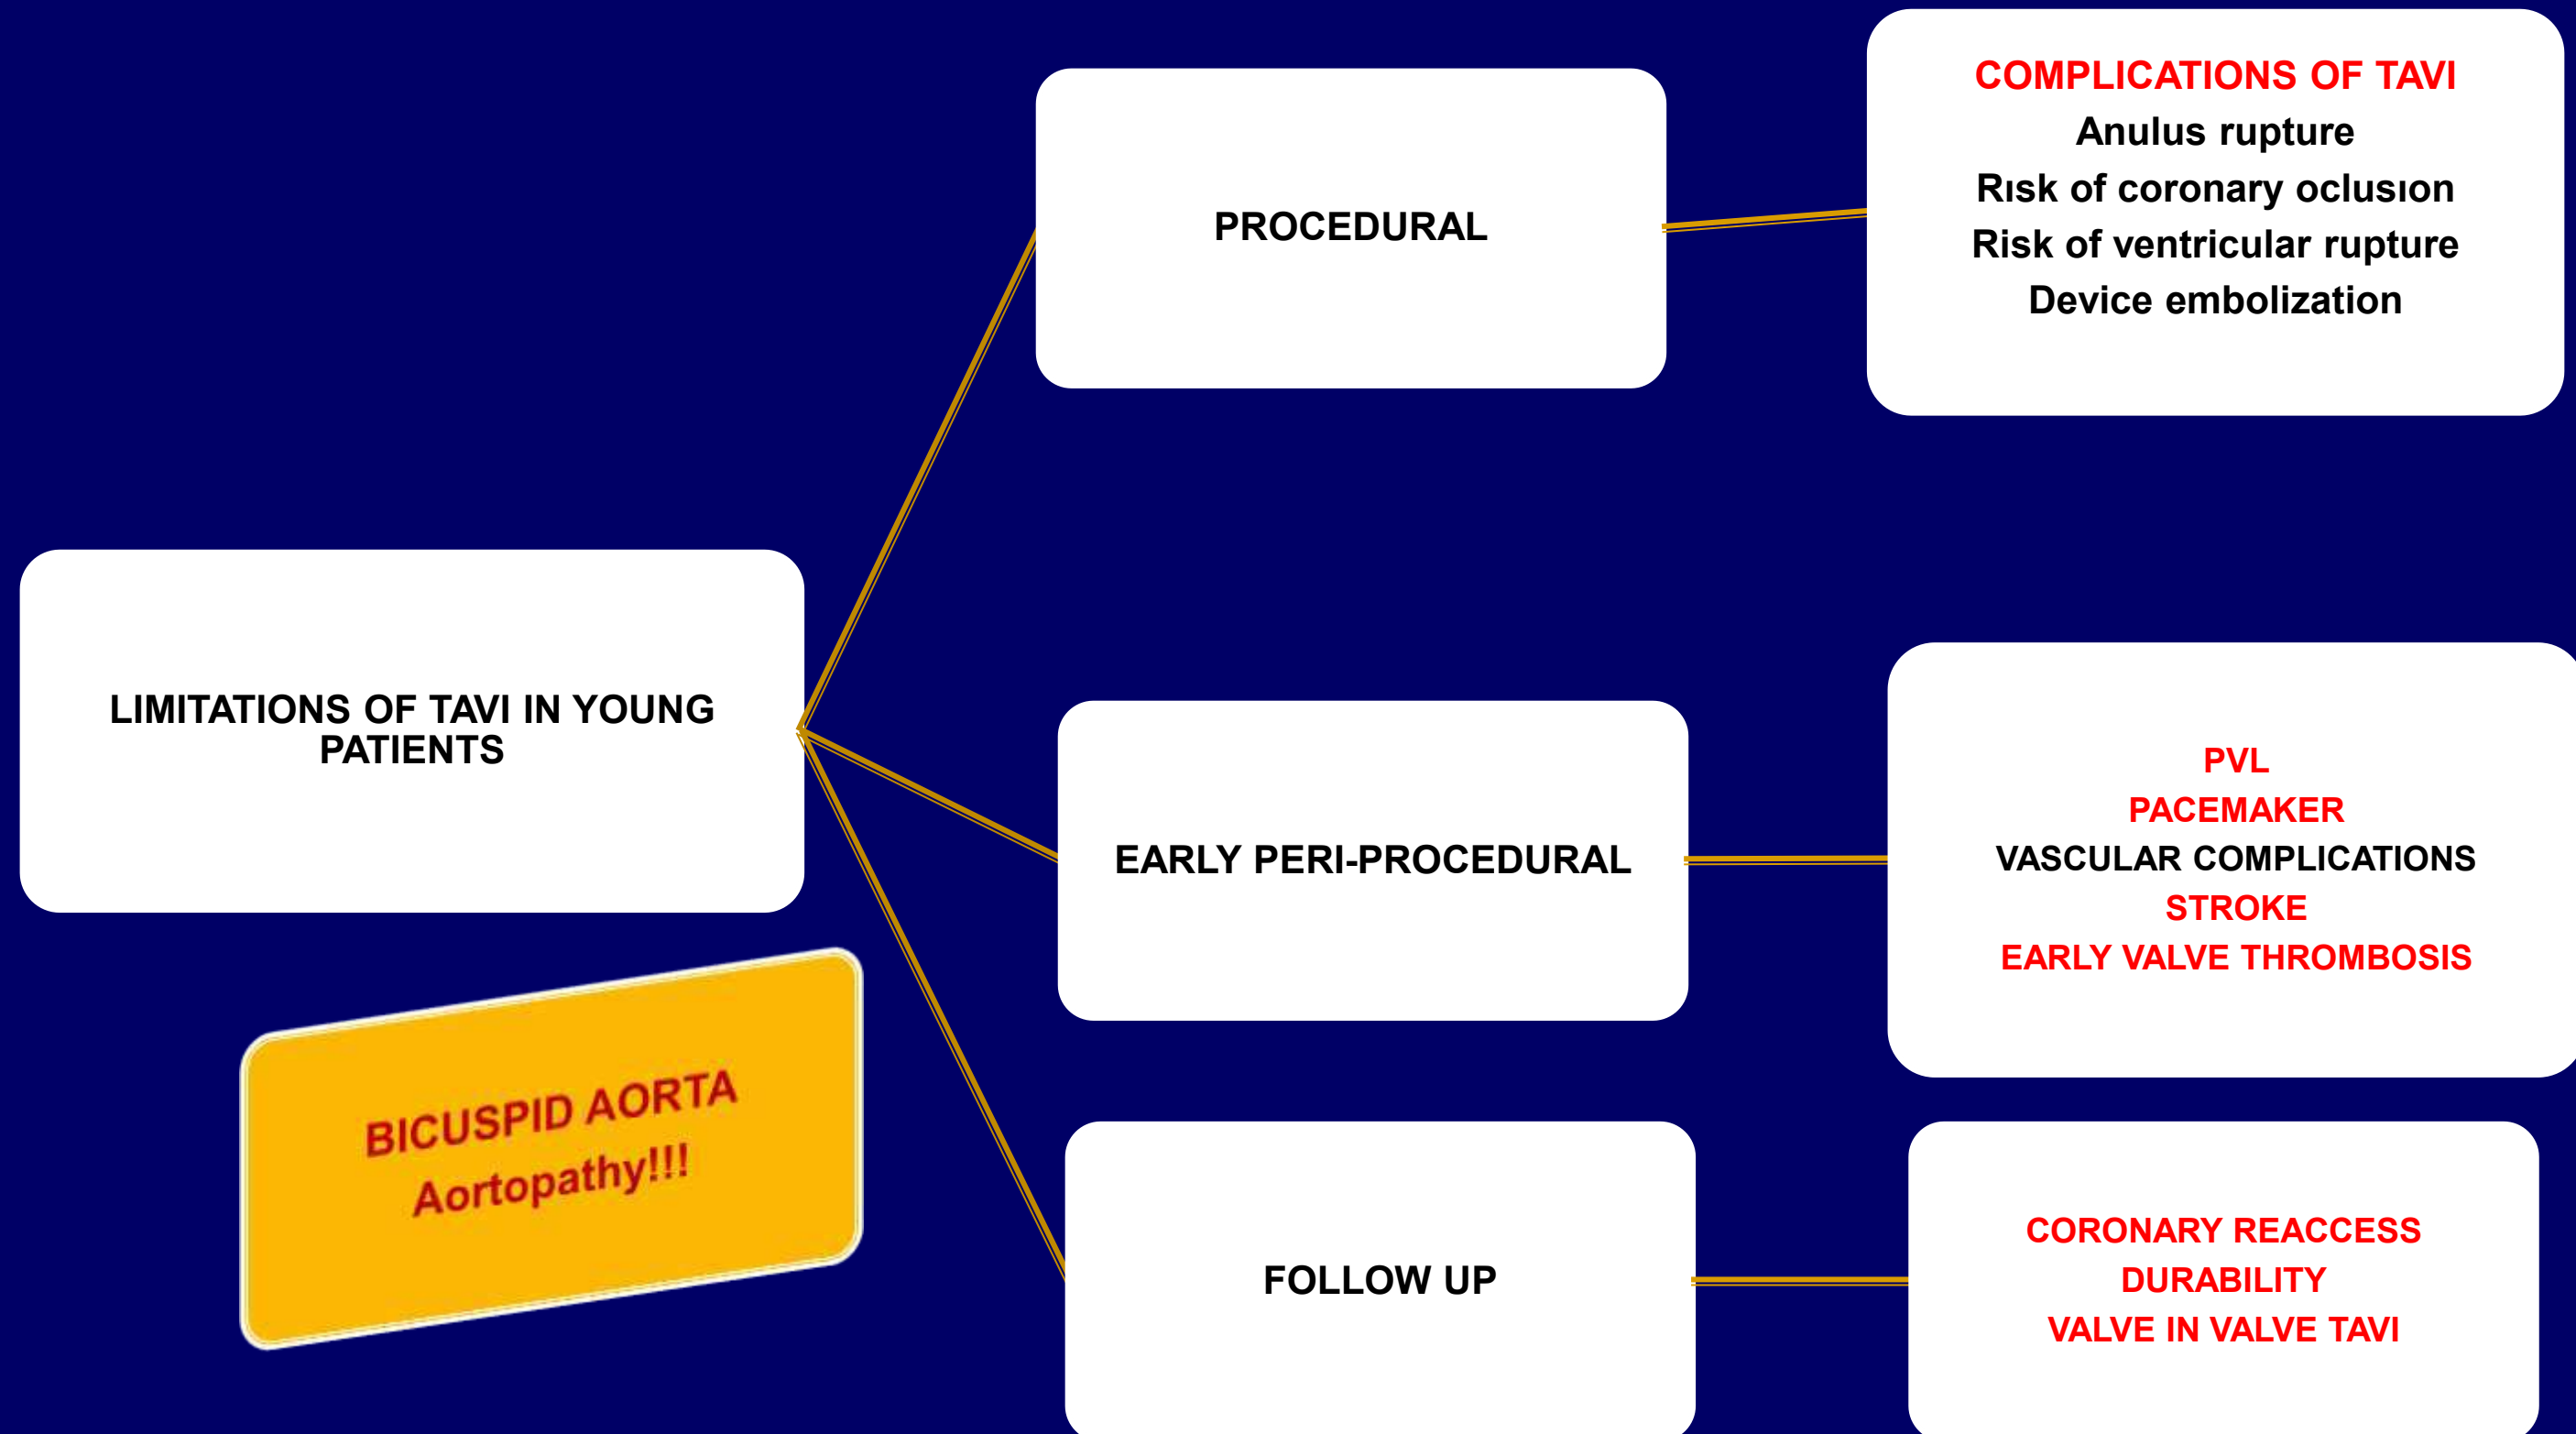 COMPLICATIONS OF TAVI
Anulus rupture
Rısk of coronary oclusıon
Risk of ventricular rupture
Device embolization
PROCEDURAL
LIMITATIONS OF TAVI IN YOUNG
PATIENTS
EARLY PERI-PROCEDURAL
PVL
PACEMAKER
VASCULAR COMPLICATIONS
STROKE
EARLY VALVE THROMBOSIS
BICUSPID AORTA
Aortopathy!!!
FOLLOW UP
CORONARY REACCESS
DURABILITY
VALVE IN VALVE TAVI